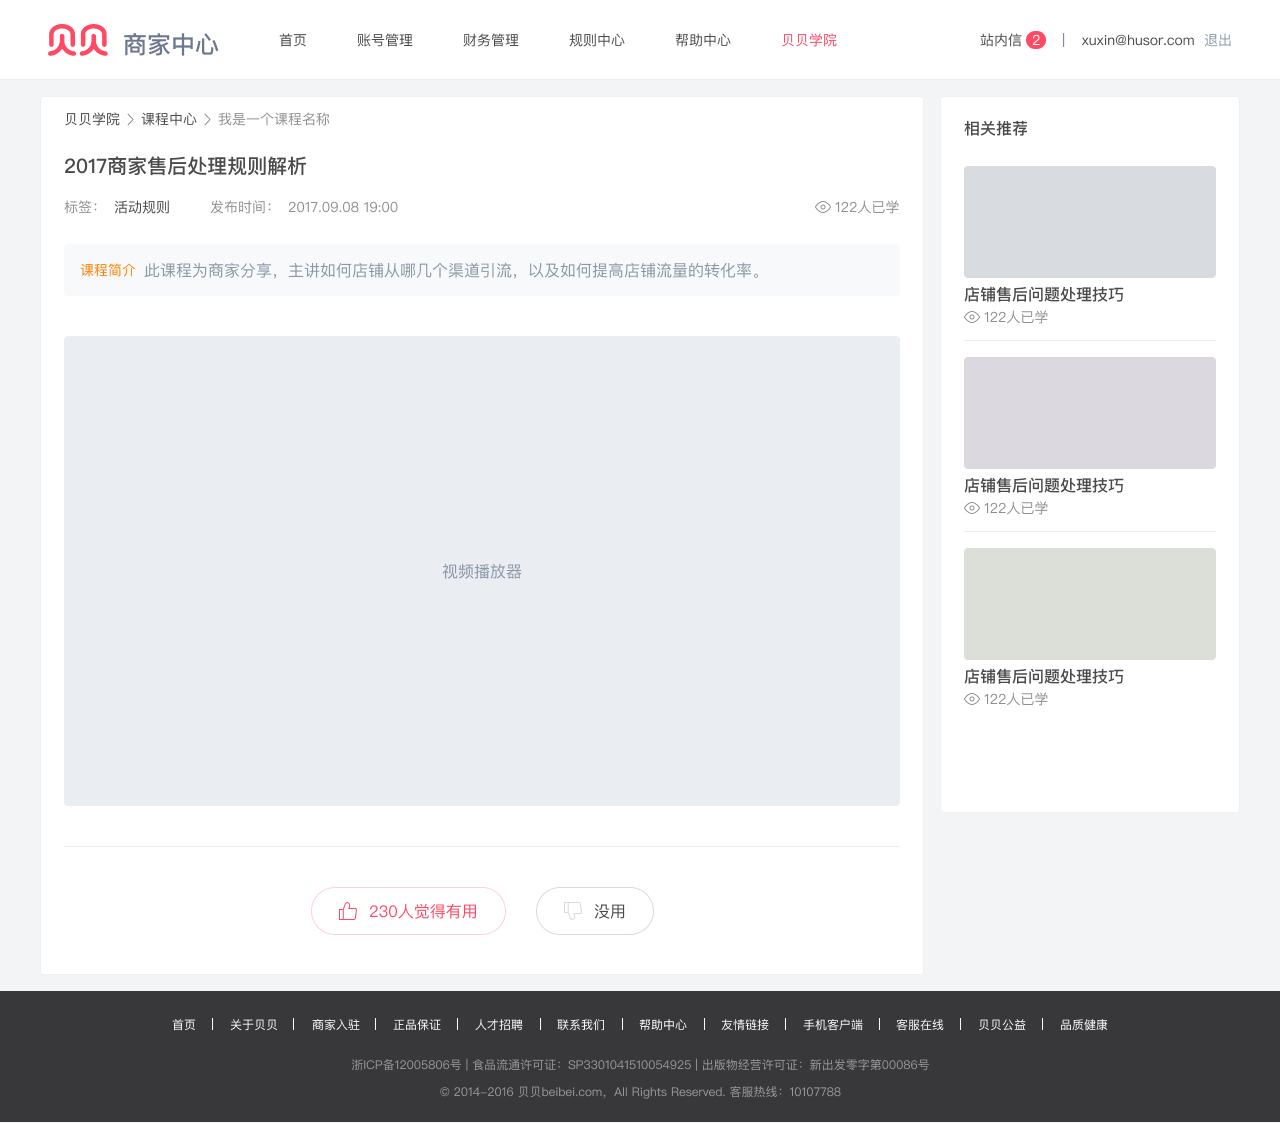 贝贝 商家中心 首页 账号管理 财务管理 规则中心 帮助中心 贝贝学院 站内信 2 | xuxin@husor.com 退出
贝贝学院 > 课程中心 > 我是一个课程名称
2017商家售后处理规则解析
标签： 活动规则 发布时间： 2017.09.08 19:00 122人已学
课程简介 此课程为商家分享，主讲如何店铺从哪几个渠道引流，以及如何提高店铺流量的转化率。
视频播放器
230人觉得有用 没用
相关推荐
店铺售后问题处理技巧
122人已学
店铺售后问题处理技巧
122人已学
店铺售后问题处理技巧
122人已学
首页 | 关于贝贝 | 商家入驻 | 正品保证 | 人才招聘 | 联系我们 | 帮助中心 | 友情链接 | 手机客户端 | 客服在线 | 贝贝公益 | 品质健康
浙ICP备12005806号 | 食品流通许可证：SP3301041510054925 | 出版物经营许可证：新出发零字第00086号
© 2014-2016 贝贝beibei.com，All Rights Reserved. 客服热线：10107788